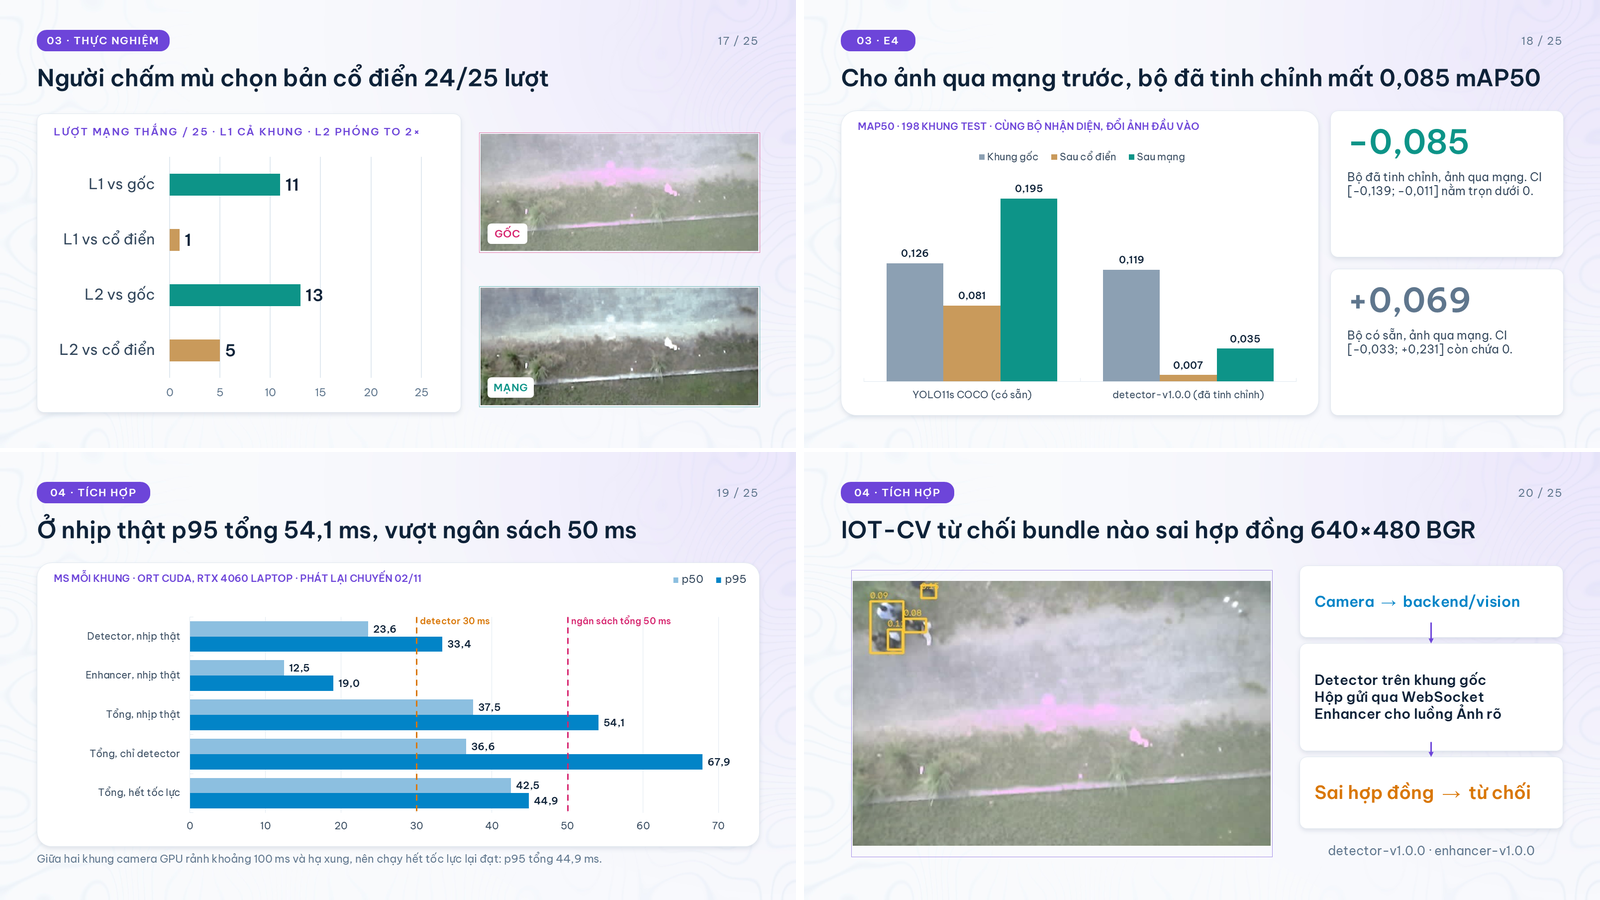 03 · THỰC NGHIỆM
17 / 25
Người chấm mù chọn bản cổ điển 24/25 lượt
LƯỢT MẠNG THẮNG / 25 · L1 CẢ KHUNG · L2 PHÓNG TO 2×
L1 vs gốc
11
L1 vs cổ điển
1
L2 vs gốc
13
L2 vs cổ điển
5
0 5 10 15 20 25
GỐC
MẠNG
03 · E4
18 / 25
Cho ảnh qua mạng trước, bộ đã tinh chỉnh mất 0,085 mAP50
MAP50 · 198 KHUNG TEST · CÙNG BỘ NHẬN DIỆN, ĐỔI ẢNH ĐẦU VÀO
Khung gốc Sau cổ điển Sau mạng
0,126
0,081
0,195
0,119
0,007
0,035
YOLO11s COCO (có sẵn)
detector-v1.0.0 (đã tinh chỉnh)
−0,085
Bộ đã tinh chỉnh, ảnh qua mạng. CI
[−0,139; −0,011] nằm trọn dưới 0.
+0,069
Bộ có sẵn, ảnh qua mạng. CI
[−0,033; +0,231] còn chứa 0.
04 · TÍCH HỢP
19 / 25
Ở nhịp thật p95 tổng 54,1 ms, vượt ngân sách 50 ms
MS MỖI KHUNG · ORT CUDA, RTX 4060 LAPTOP · PHÁT LẠI CHUYẾN 02/11
p50 p95
detector 30 ms
ngân sách tổng 50 ms
Detector, nhịp thật
23,6
33,4
Enhancer, nhịp thật
12,5
19,0
Tổng, nhịp thật
37,5
54,1
Tổng, chỉ detector
36,6
67,9
Tổng, hết tốc lực
42,5
44,9
0 10 20 30 40 50 60 70
Giữa hai khung camera GPU rảnh khoảng 100 ms và hạ xung, nên chạy hết tốc lực lại đạt: p95 tổng 44,9 ms.
04 · TÍCH HỢP
20 / 25
IOT-CV từ chối bundle nào sai hợp đồng 640×480 BGR
0.09
0.08
Camera → backend/vision
Detector trên khung gốc
Hộp gửi qua WebSocket
Enhancer cho luồng Ảnh rõ
Sai hợp đồng → từ chối
detector-v1.0.0 · enhancer-v1.0.0